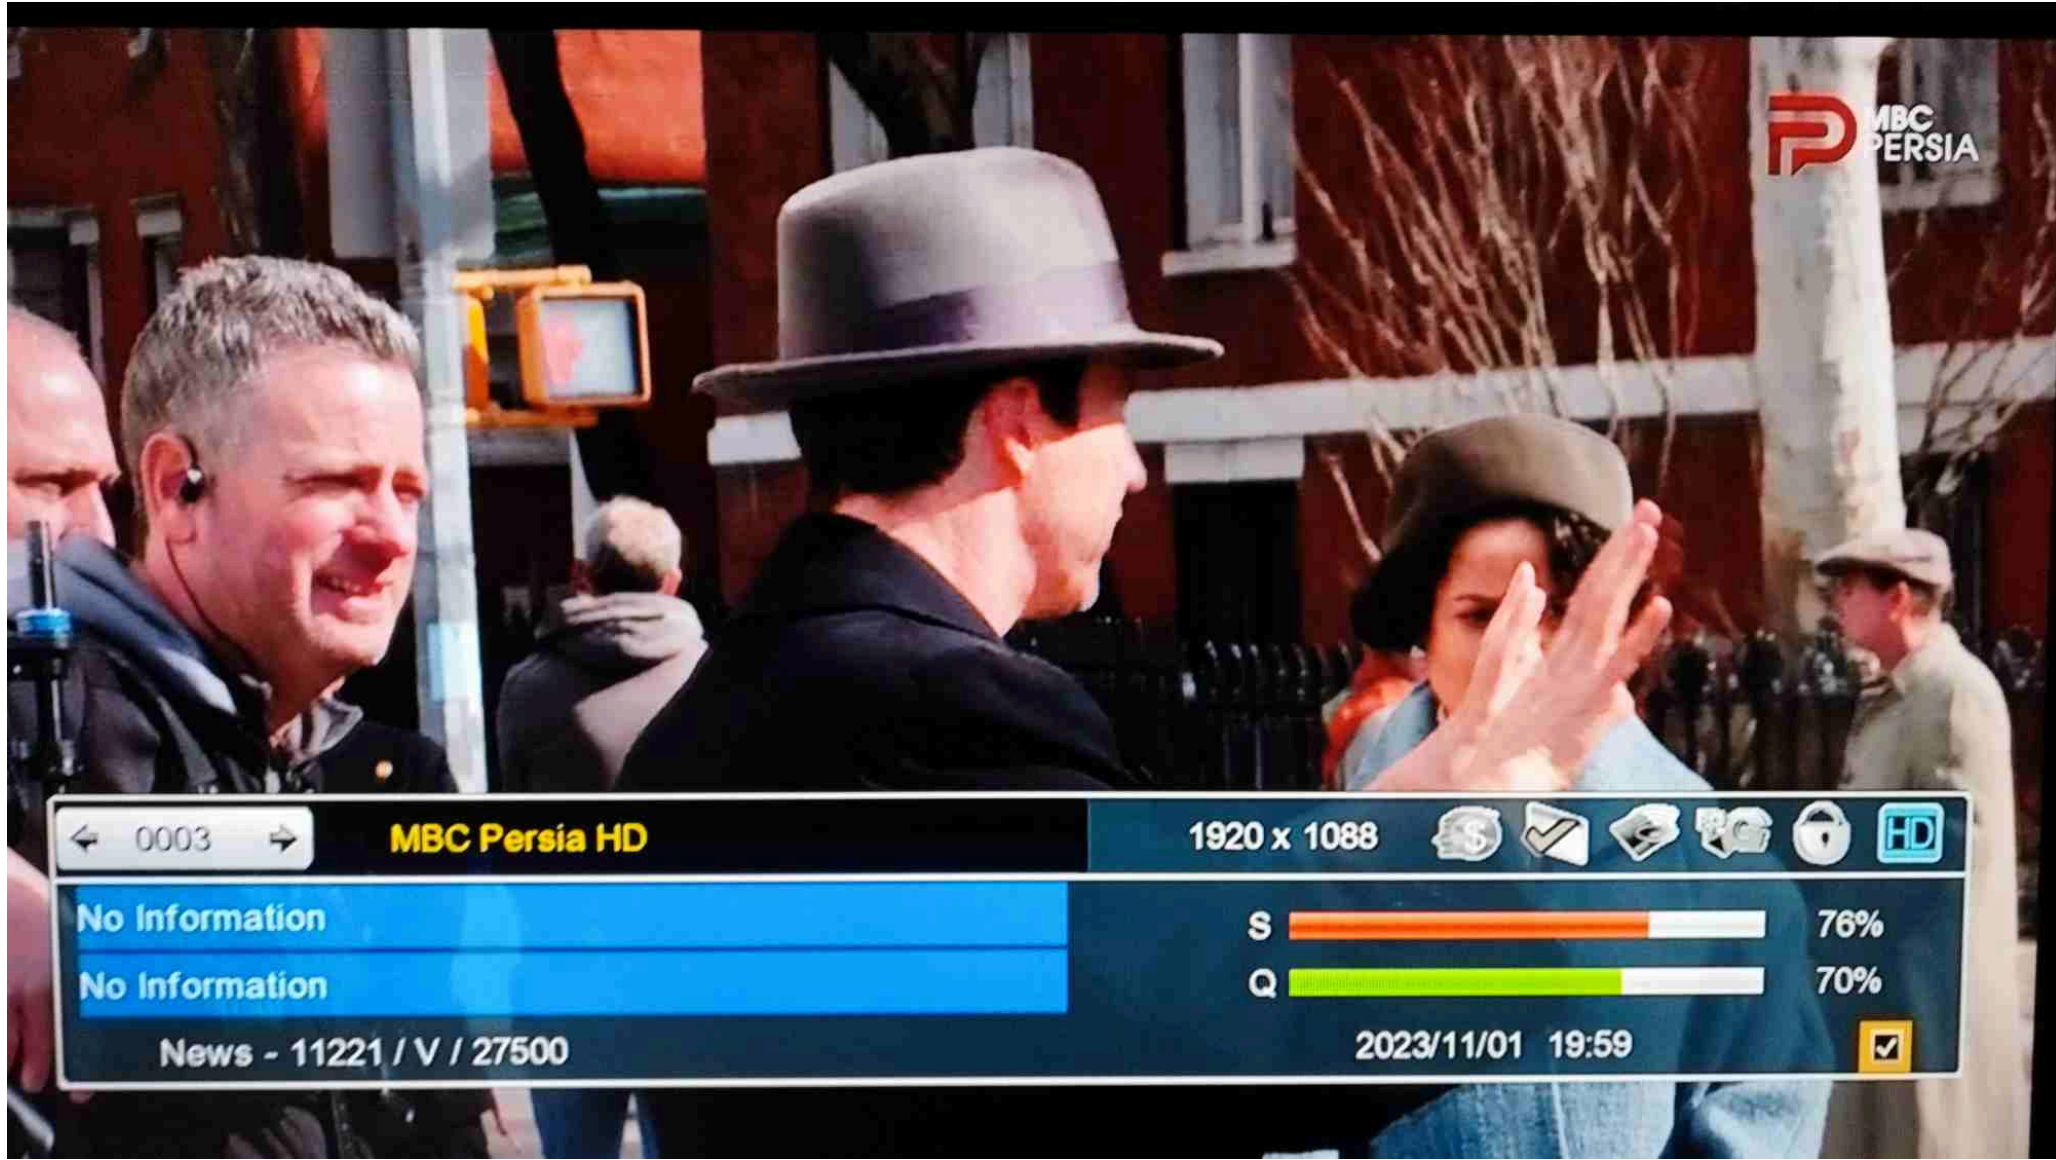 MBC
PERSIA
0003
MBC Persia HD
1920 x 1088
$
HD
No Information
S
76%
No Information
Q
70%
News - 11221 / V / 27500
2023/11/01 19:59